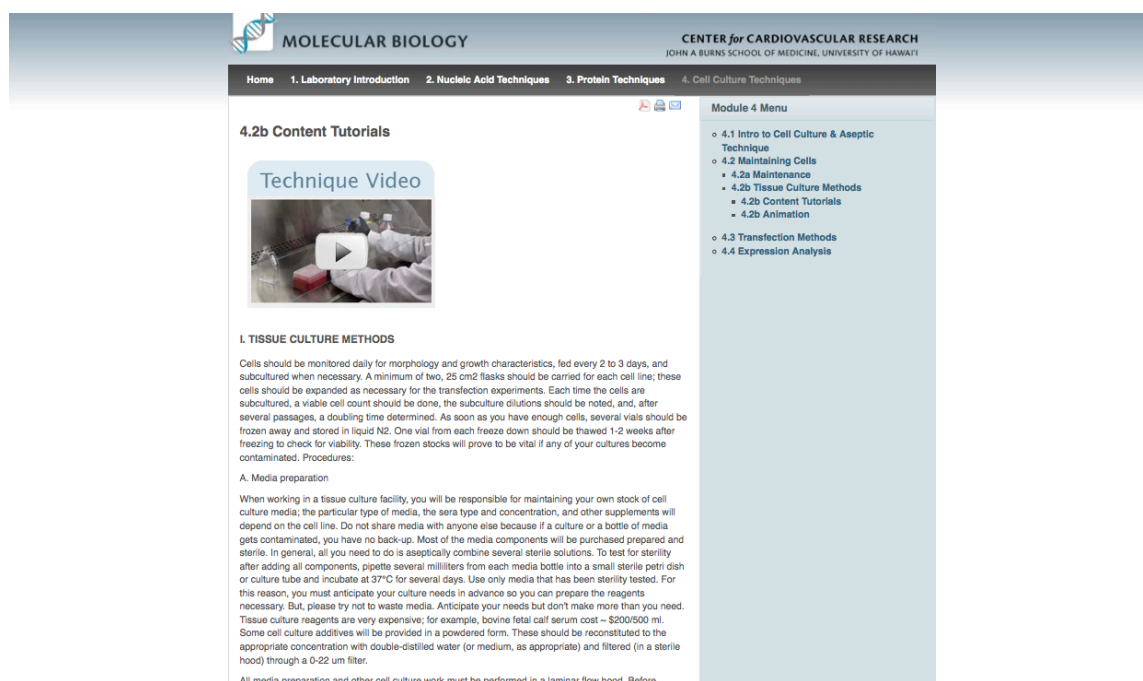 MOLECULAR BIOLOGY
CENTER for CARDIOVASCULAR RESEARCH
JOHN A BURNS SCHOOL OF MEDICINE, UNIVERSITY OF HAWAI'I
Home 1. Laboratory Introduction 2. Nucleic Acid Techniques 3. Protein Techniques 4. Cell Culture Techniques
4.2b Content Tutorials
Technique Video
I. TISSUE CULTURE METHODS
Cells should be monitored daily for morphology and growth characteristics, fed every 2 to 3 days, and
subcultured when necessary. A minimum of two, 25 cm2 flasks should be carried for each cell line; these
cells should be expanded as necessary for the transfection experiments. Each time the cells are
subcultured, a viable cell count should be done, the subculture dilutions should be noted, and, after
several passages, a doubling time determined. As soon as you have enough cells, several vials should be
frozen away and stored in liquid N2. One vial from each freeze down should be thawed 1-2 weeks after
freezing to check for viability. These frozen stocks will prove to be vital if any of your cultures become
contaminated. Procedures:
A. Media preparation
When working in a tissue culture facility, you will be responsible for maintaining your own stock of cell
culture media; the particular type of media, the sera type and concentration, and other supplements will
depend on the cell line. Do not share media with anyone else because if a culture or a bottle of media
gets contaminated, you have no back-up. Most of the media components will be purchased prepared and
sterile. In general, all you need to do is aseptically combine several sterile solutions. To test for sterility
after adding all components, pipette several milliliters from each media bottle into a small sterile petri dish
or culture tube and incubate at 37°C for several days. Use only media that has been sterility tested. For
this reason, you must anticipate your culture needs in advance so you can prepare the reagents
necessary. But, please try not to waste media. Anticipate your needs but don't make more than you need.
Tissue culture reagents are very expensive; for example, bovine fetal calf serum cost ~ $200/500 ml.
Some cell culture additives will be provided in a powdered form. These should be reconstituted to the
appropriate concentration with double-distilled water (or medium, as appropriate) and filtered (in a sterile
hood) through a 0-22 um filter.
All media preparation and other cell culture work must be performed in a laminar flow hood. Before
Module 4 Menu
4.1 Intro to Cell Culture & Aseptic
Technique
4.2 Maintaining Cells
4.2a Maintenance
4.2b Tissue Culture Methods
4.2b Content Tutorials
4.2b Animation
4.3 Transfection Methods
4.4 Expression Analysis